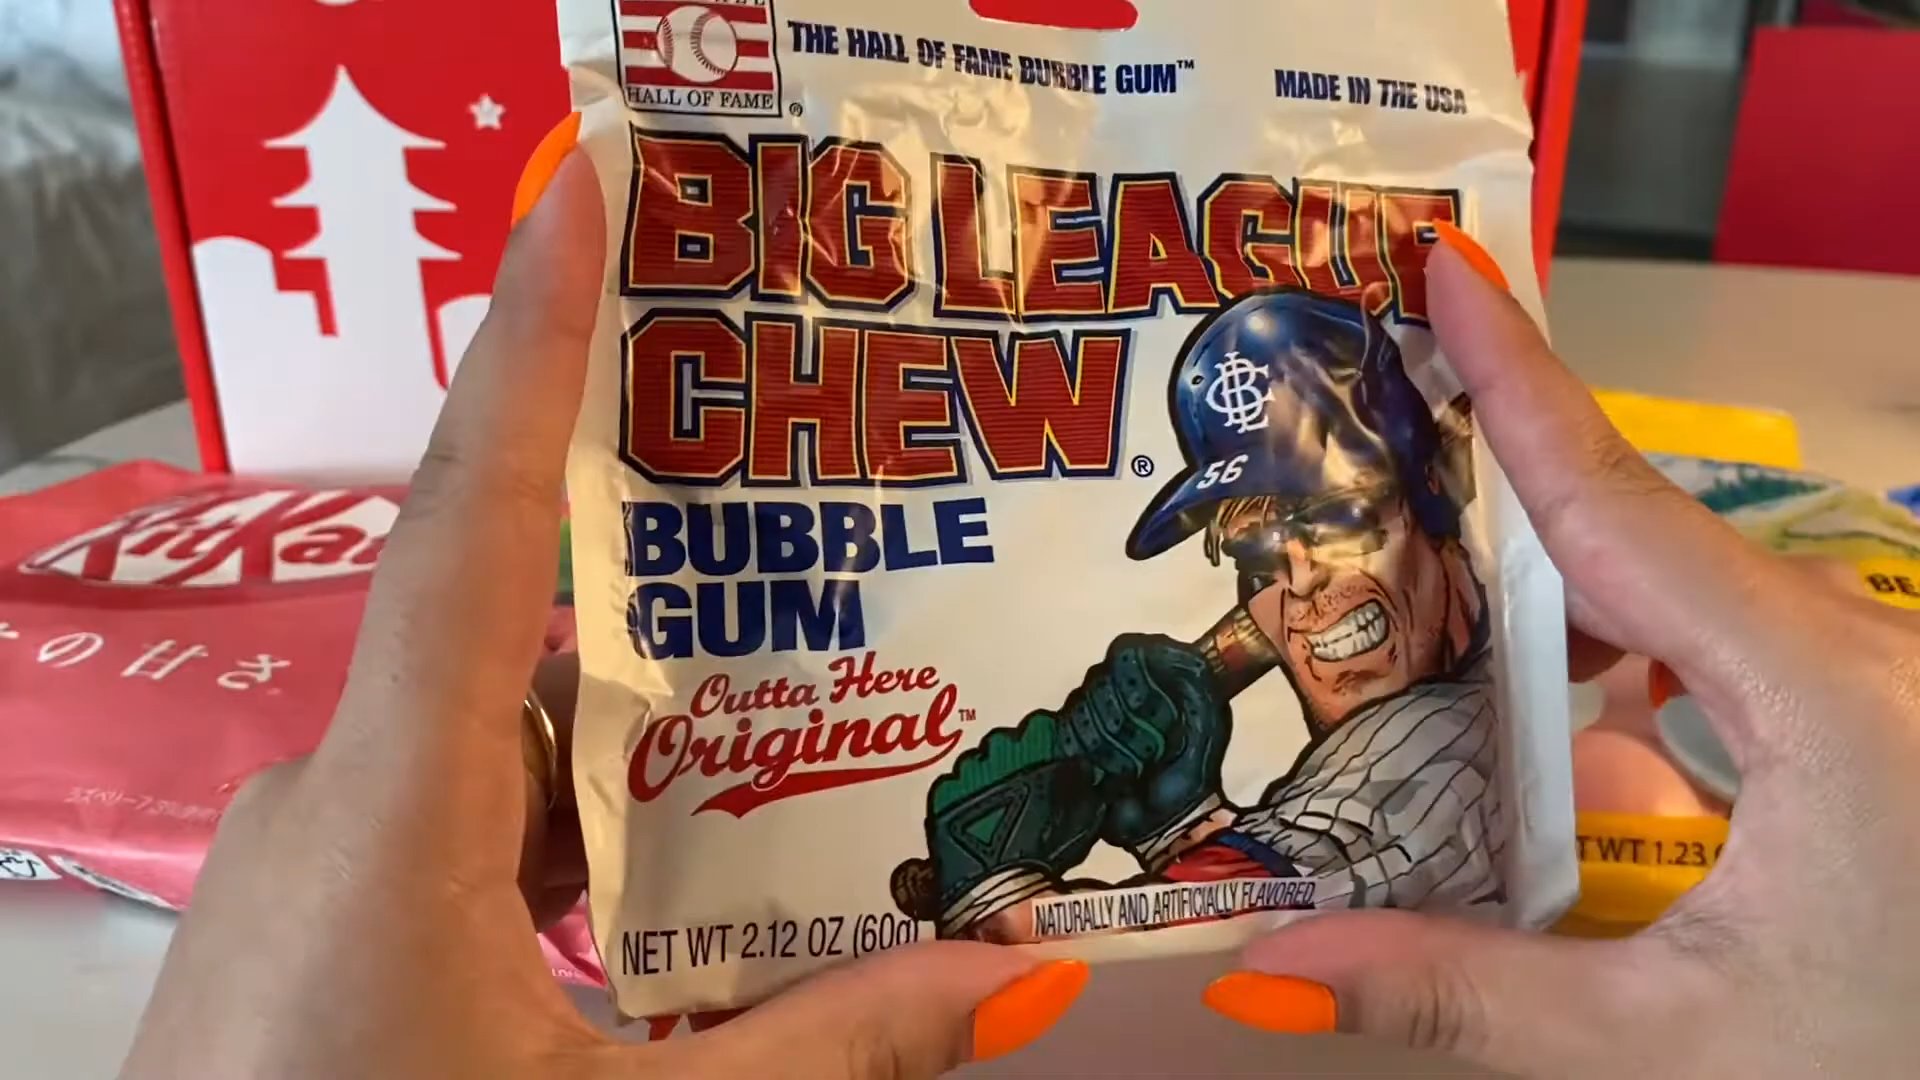 HALL OF FAME
®
THE HALL OF FAME BUBBLE GUM™
MADE IN THE USA
BIG LEAGUE
CHEW®
BUBBLE
GUM
Outta Here
Original™
56
NATURALLY AND ARTIFICIALLY FLAVORED
NET WT 2.12 OZ (60g)
KitKat
の甘さ
T WT 1.23
BE